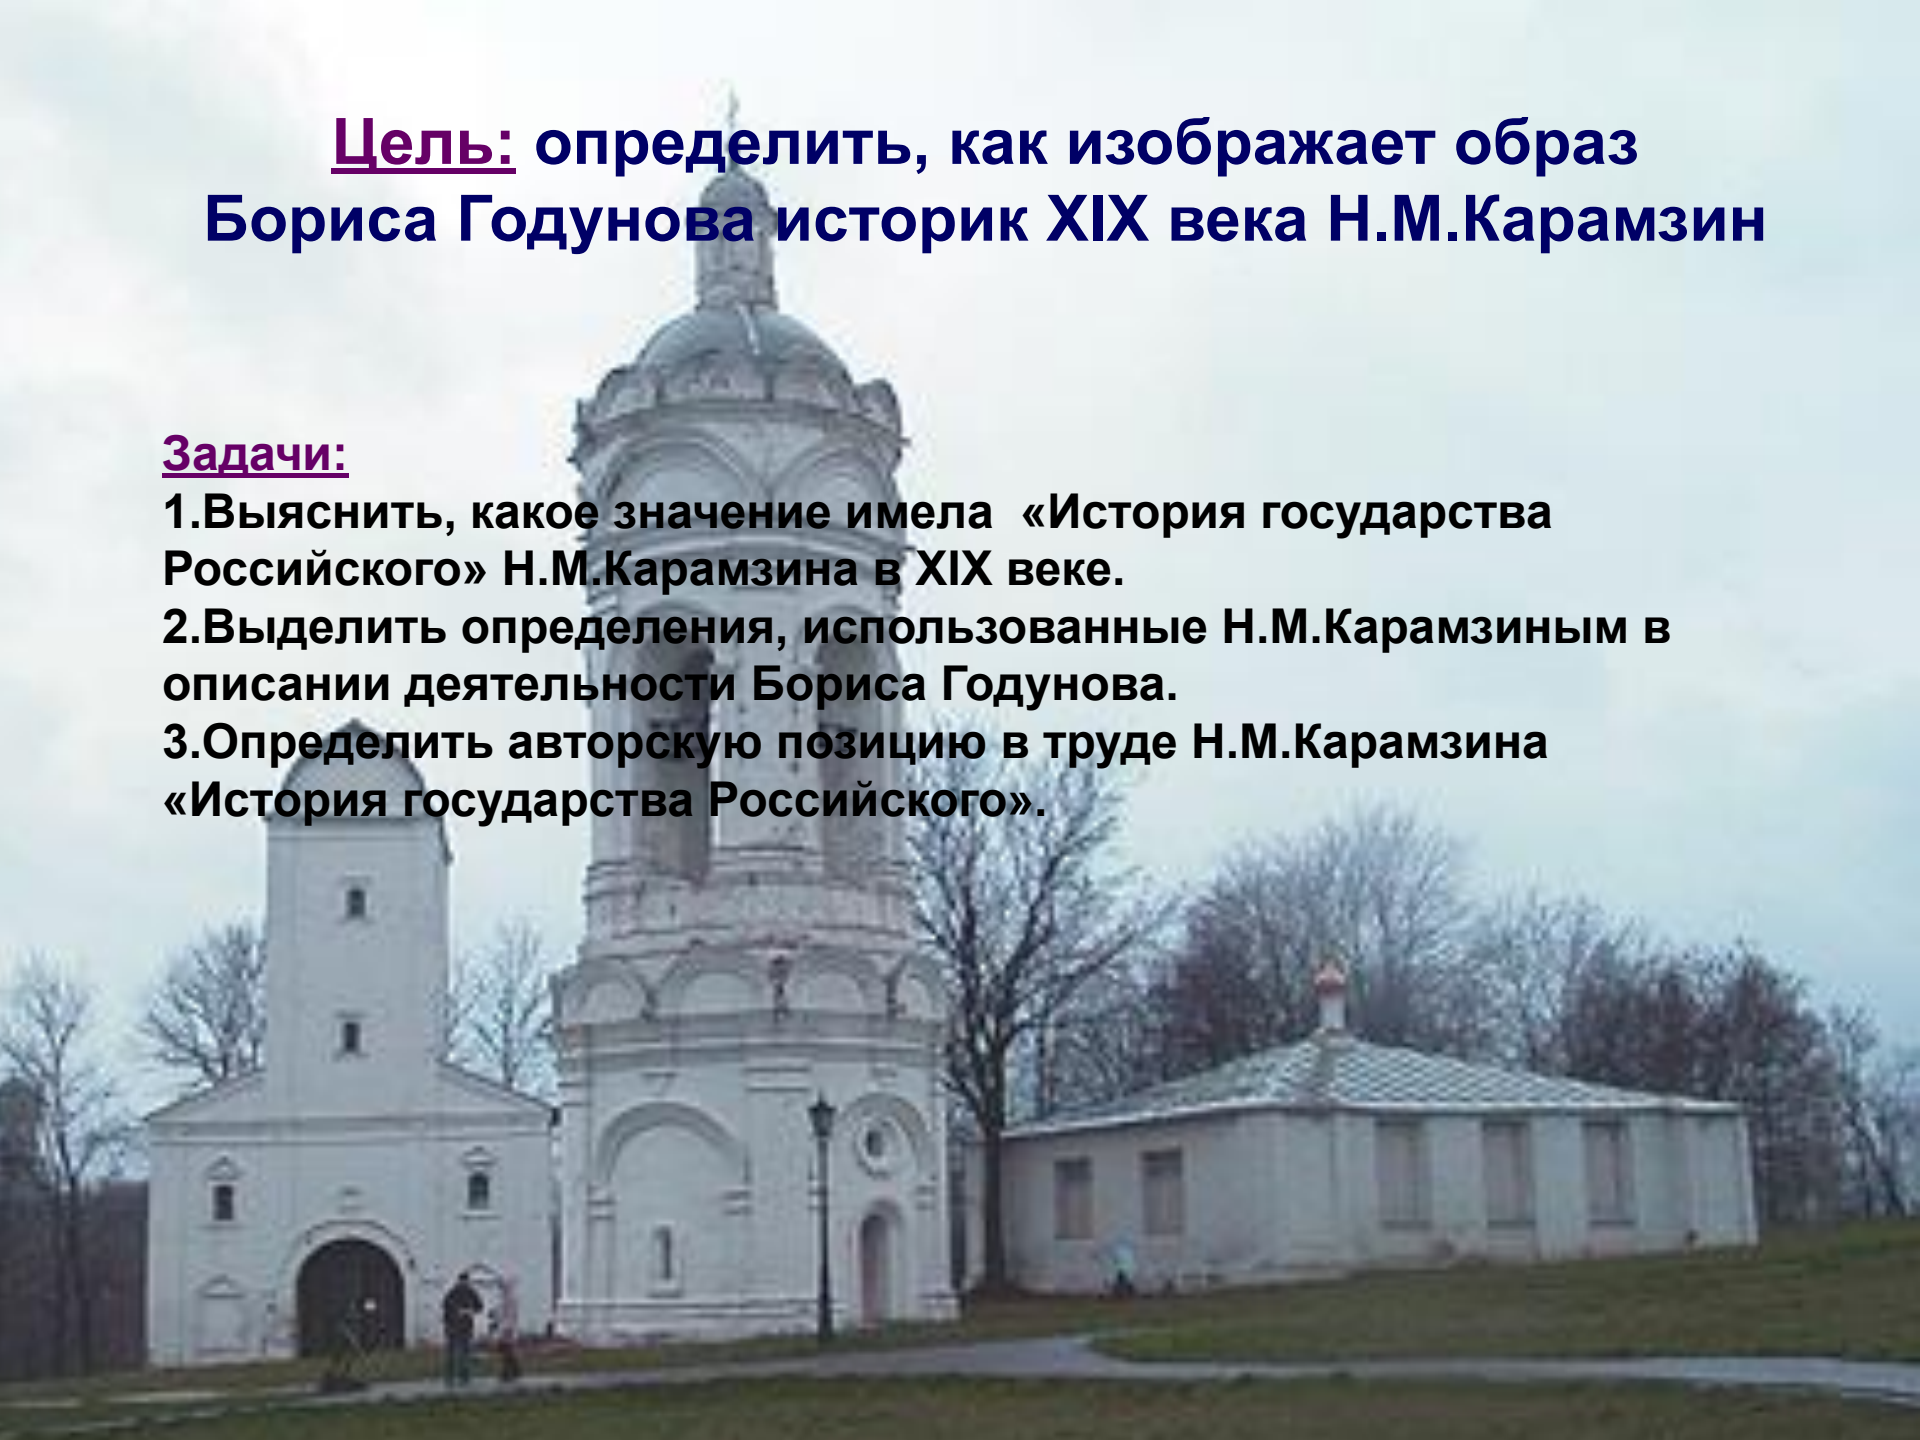 Цель: определить, как изображает образ
Бориса Годунова историк XIX века Н.М.Карамзин
Задачи:
1.Выяснить, какое значение имела  «История государства
Российского» Н.М.Карамзина в XIX веке.
2.Выделить определения, использованные Н.М.Карамзиным в
описании деятельности Бориса Годунова.
3.Определить авторскую позицию в труде Н.М.Карамзина
«История государства Российского».